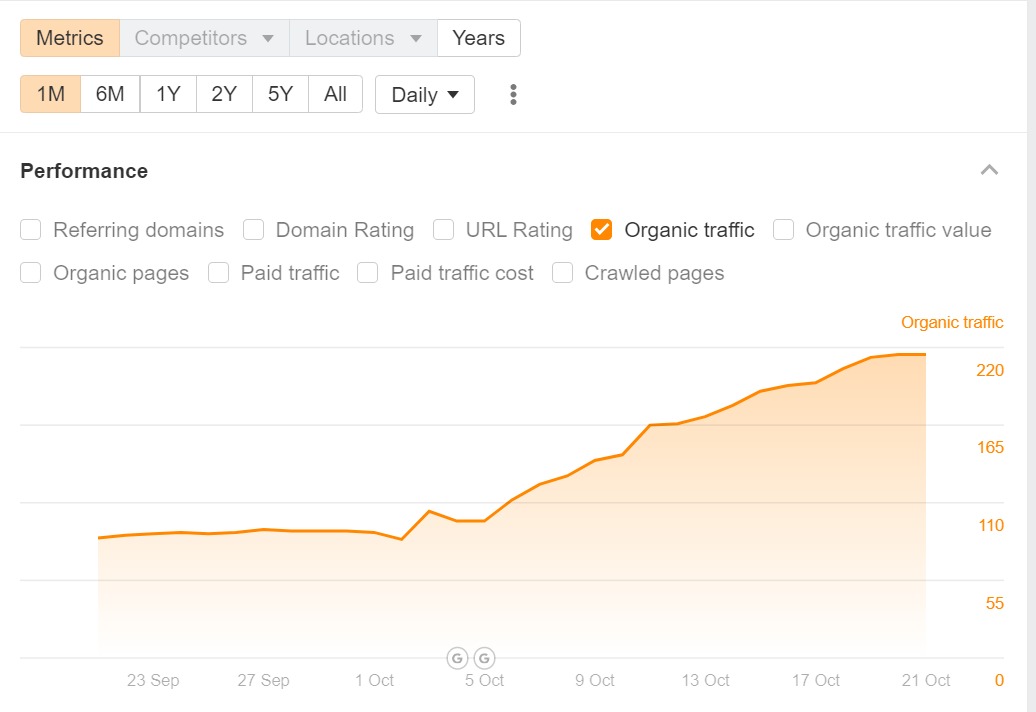 Metrics Competitors Locations Years
1M 6M 1Y 2Y 5Y All Daily
Performance
Referring domains Domain Rating URL Rating Organic traffic Organic traffic value
Organic pages Paid traffic Paid traffic cost Crawled pages
Organic traffic
220
165
110
55
G G
23 Sep 27 Sep 1 Oct 5 Oct 9 Oct 13 Oct 17 Oct 21 Oct 0